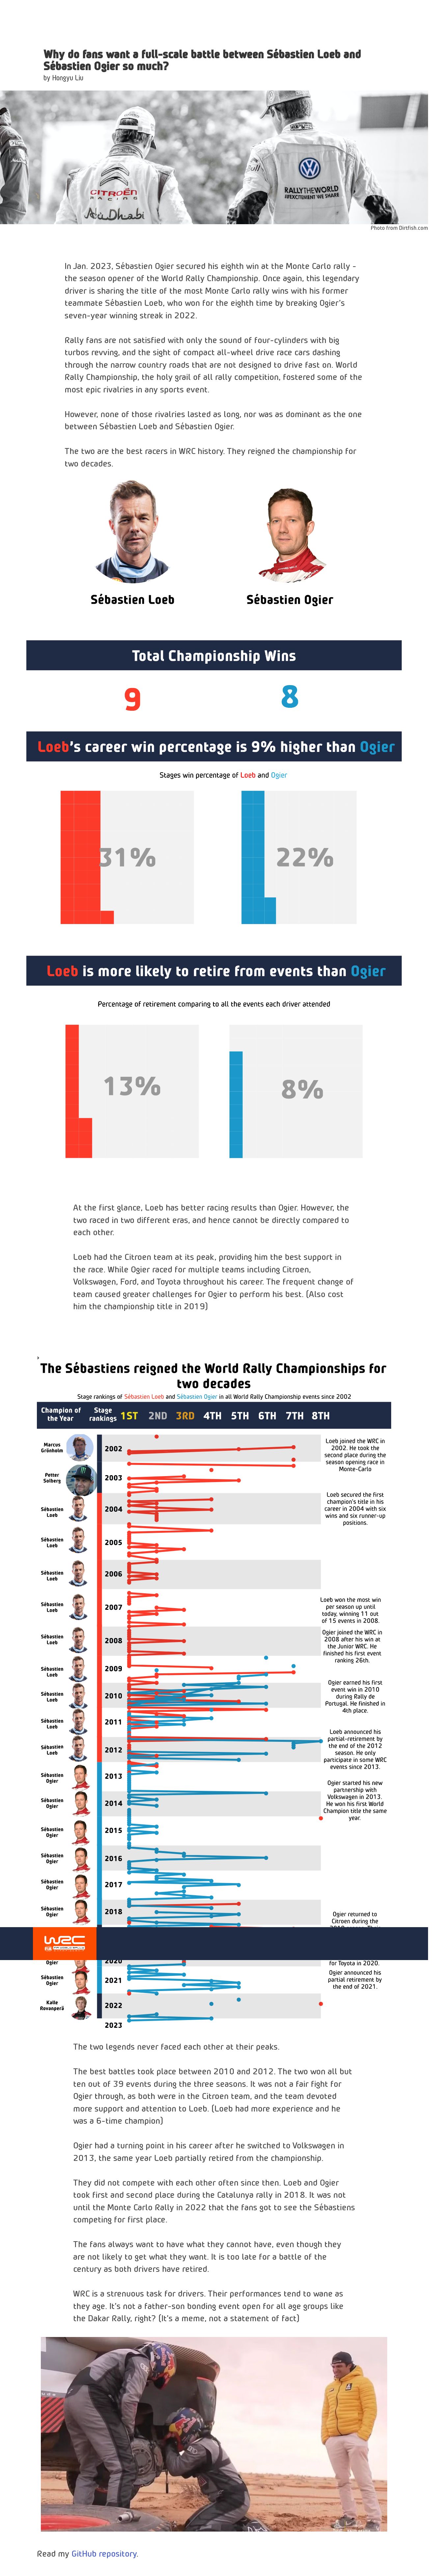 Why do fans want a full-scale battle between Sébastien Loeb and
Sébastien Ogier so much?
by Hongyu Liu
CITROËN
RACING
Abu Dhabi
RALLYTHEWORLD
#EXCITEMENT WE SHARE
Photo from Dirtfish.com
In Jan. 2023, Sébastien Ogier secured his eighth win at the Monte Carlo rally -
the season opener of the World Rally Championship. Once again, this legendary
driver is sharing the title of the most Monte Carlo rally wins with his former
teammate Sébastien Loeb, who won for the eighth time by breaking Ogier's
seven-year winning streak in 2022.
Rally fans are not satisfied with only the sound of four-cylinders with big
turbos revving, and the sight of compact all-wheel drive race cars dashing
through the narrow country roads that are not designed to drive fast on. World
Rally Championship, the holy grail of all rally competition, fostered some of the
most epic rivalries in any sports event.
However, none of those rivalries lasted as long, nor was as dominant as the one
between Sébastien Loeb and Sébastien Ogier.
The two are the best racers in WRC history. They reigned the championship for
two decades.
Sébastien Loeb
Sébastien Ogier
Total Championship Wins
9
8
Loeb's career win percentage is 9% higher than Ogier
Stages win percentage of Loeb and Ogier
31%
22%
Loeb is more likely to retire from events than Ogier
Percentage of retirement comparing to all the events each driver attended
13%
8%
At the first glance, Loeb has better racing results than Ogier. However, the
two raced in two different eras, and hence cannot be directly compared to
each other.
Loeb had the Citroen team at its peak, providing him the best support in
the race. While Ogier raced for multiple teams including Citroen,
Volkswagen, Ford, and Toyota throughout his career. The frequent change of
team caused greater challenges for Ogier to perform his best. (Also cost
him the championship title in 2019)
The Sébastiens reigned the World Rally Championships for
two decades
Stage rankings of Sébastien Loeb and Sébastien Ogier in all World Rally Championship events since 2002
Champion of
the Year
Stage
rankings
1ST 2ND 3RD 4TH 5TH 6TH 7TH 8TH
Marcus
Grönholm
2002
Loeb joined the WRC in
2002. He took the
second place during the
season opening race in
Monte-Carlo
Petter
Solberg
2003
Sébastien
Loeb
2004
Loeb secured the first
champion's title in his
career in 2004 with six
wins and six runner-up
positions.
Sébastien
Loeb
2005
Sébastien
Loeb
2006
Sébastien
Loeb
2007
Loeb won the most win
per season up until
today, winning 11 out
of 15 events in 2008.
Sébastien
Loeb
2008
Ogier joined the WRC in
2008 after his win at
the Junior WRC. He
finished his first event
ranking 26th.
Sébastien
Loeb
2009
Sébastien
Loeb
2010
Ogier earned his first
event win in 2010
during Rally de
Portugal. He finished in
4th place.
Sébastien
Loeb
2011
Sébastien
Loeb
2012
Loeb announced his
partial-retirement by
the end of the 2012
season. He only
participate in some WRC
events since 2013.
Sébastien
Ogier
2013
Ogier started his new
partnership with
Volkswagen in 2013.
He won his first World
Champion title the same
year.
Sébastien
Ogier
2014
Sébastien
Ogier
2015
Sébastien
Ogier
2016
Sébastien
Ogier
2017
Sébastien
Ogier
2018
Ogier returned to
Citroen during the
WRC
Ogier
2020
for Toyota in 2020.
Sébastien
Ogier
2021
Ogier announced his
partial retirement by
the end of 2021.
Kalle
Rovanperä
2022
2023
The two legends never faced each other at their peaks.
The best battles took place between 2010 and 2012. The two won all but
ten out of 39 events during the three seasons. It was not a fair fight for
Ogier through, as both were in the Citroen team, and the team devoted
more support and attention to Loeb. (Loeb had more experience and he
was a 6-time champion)
Ogier had a turning point in his career after he switched to Volkswagen in
2013, the same year Loeb partially retired from the championship.
They did not compete with each other often since then. Loeb and Ogier
took first and second place during the Catalunya rally in 2018. It was not
until the Monte Carlo Rally in 2022 that the fans got to see the Sébastiens
competing for first place.
The fans always want to have what they cannot have, even though they
are not likely to get what they want. It is too late for a battle of the
century as both drivers have retired.
WRC is a strenuous task for drivers. Their performances tend to wane as
they age. It's not a father-son bonding event open for all age groups like
the Dakar Rally, right? (It's a meme, not a statement of fact)
Read my GitHub repository.